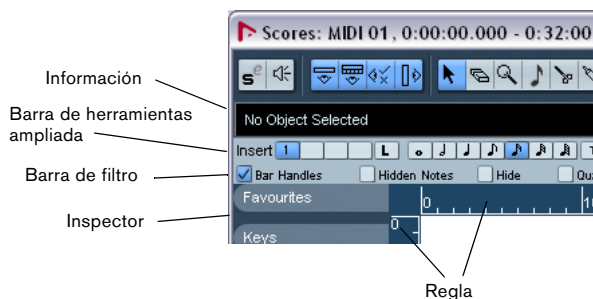 Scores: MIDI 01, 0:00:00.000 - 0:32:00
Información
No Object Selected
Barra de herramientas
ampliada
Insert 1 L
Barra de filtro
Bar Handles Hidden Notes Hide
Inspector
Favourites
0
Keys
0
Regla